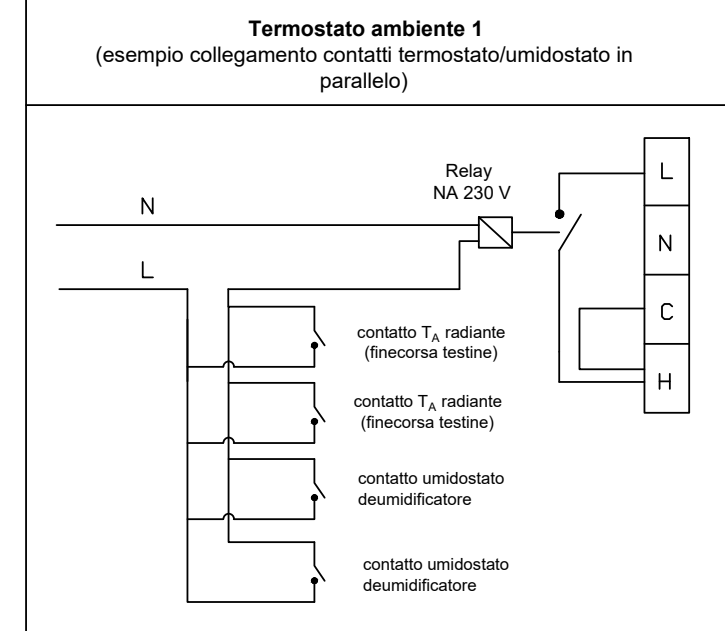 Termostato ambiente 1
(esempio collegamento contatti termostato/umidostato in
parallelo)
Relay
NA 230 V
L
N
N
L
C
H
contatto TA radiante
(finecorsa testine)
contatto TA radiante
(finecorsa testine)
contatto umidostato
deumidificatore
contatto umidostato
deumidificatore